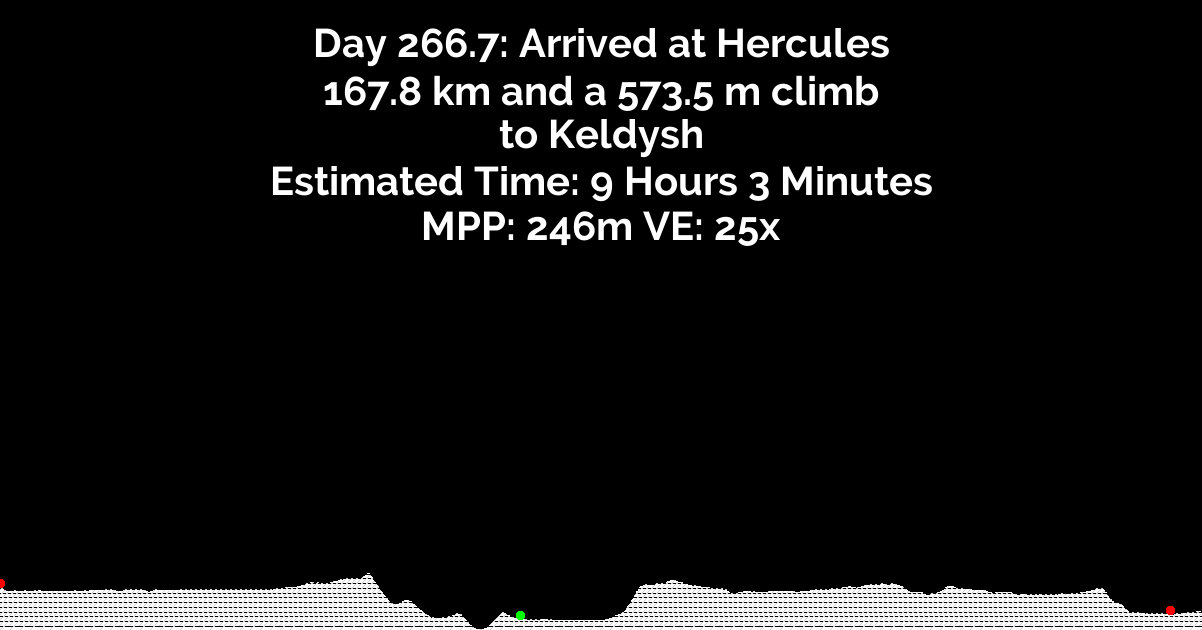 Day 266.7: Arrived at Hercules
167.8 km and a 573.5 m climb
to Keldysh
Estimated Time: 9 Hours 3 Minutes
MPP: 246m VE: 25x